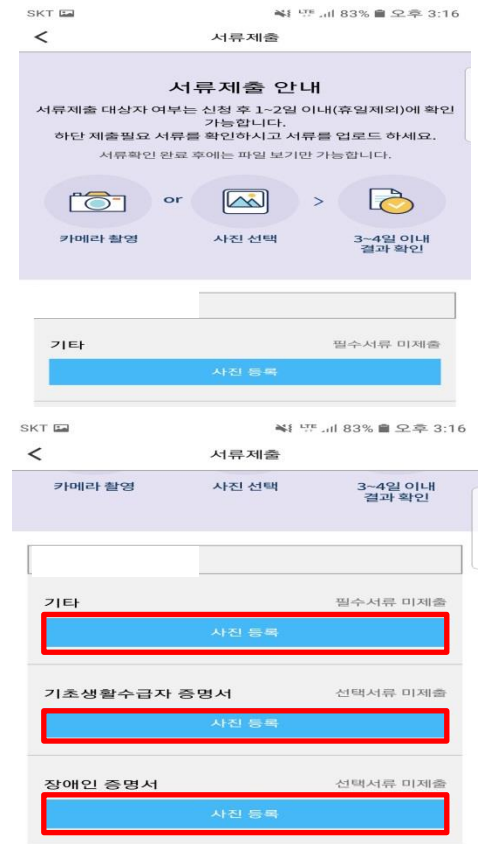 SKT LTE 83% 오후 3:16
< 서류제출
서류제출 안내
서류제출 대상자 여부는 신청 후 1~2일 이내(휴일제외)에 확인
가능합니다.
하단 제출필요 서류를 확인하시고 서류를 업로드 하세요.
서류확인 완료 후에는 파일 보기만 가능합니다.
or >
카메라 촬영 사진 선택 3~4일 이내
결과 확인
기타 필수서류 미제출
사진 등록
SKT LTE 83% 오후 3:16
< 서류제출
카메라 촬영 사진 선택 3~4일 이내
결과 확인
기타 필수서류 미제출
사진 등록
기초생활수급자 증명서 선택서류 미제출
사진 등록
장애인 증명서 선택서류 미제출
사진 등록